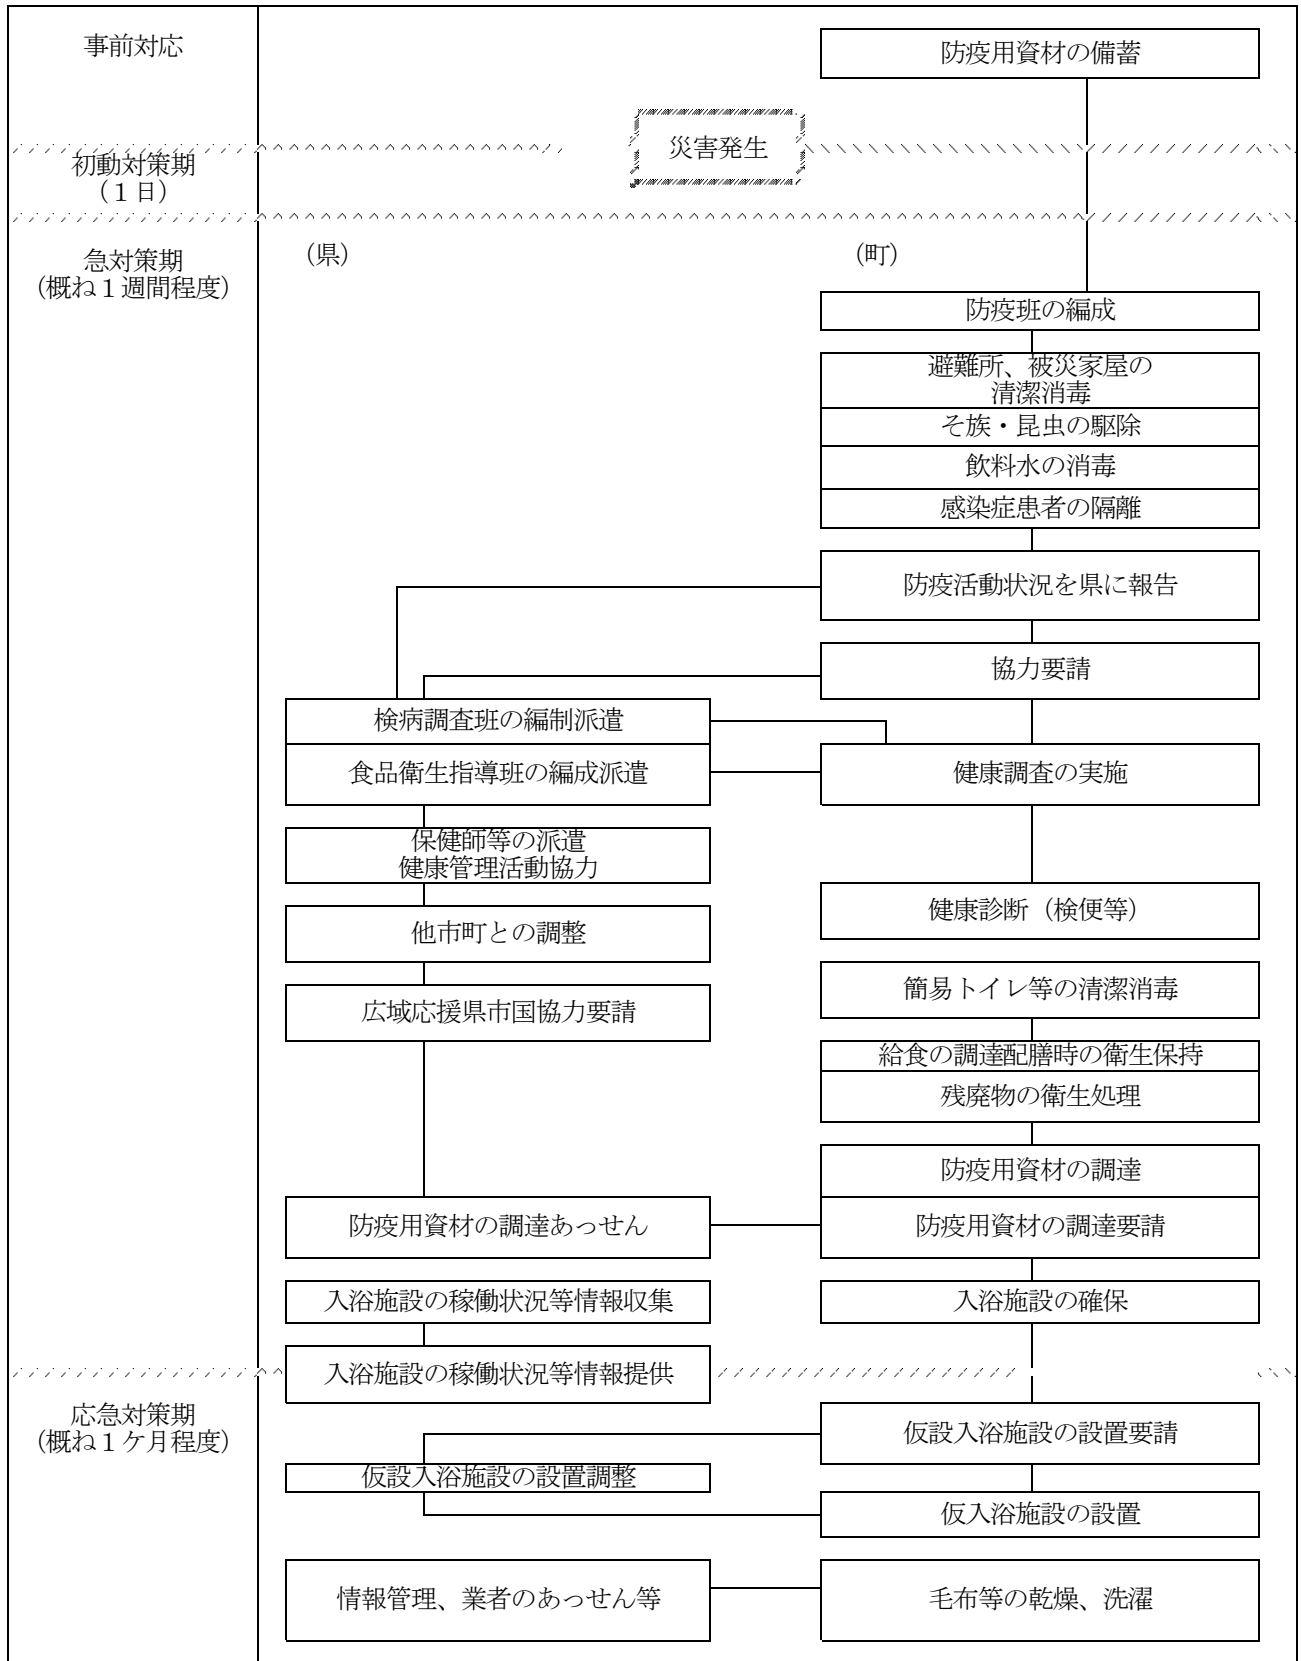 事前対応
防疫用資材の備蓄
災害発生
初動対策期
（１日）
急対策期
（概ね１週間程度）
（県）
（町）
防疫班の編成
避難所、被災家屋の
清潔消毒
そ族・昆虫の駆除
飲料水の消毒
感染症患者の隔離
防疫活動状況を県に報告
協力要請
検病調査班の編制派遣
食品衛生指導班の編成派遣
健康調査の実施
保健師等の派遣
健康管理活動協力
健康診断（検便等）
他市町との調整
簡易トイレ等の清潔消毒
広域応援県市国協力要請
給食の調達配膳時の衛生保持
残廃物の衛生処理
防疫用資材の調達
防疫用資材の調達あっせん
防疫用資材の調達要請
入浴施設の稼働状況等情報収集
入浴施設の確保
入浴施設の稼働状況等情報提供
応急対策期
（概ね１ケ月程度）
仮設入浴施設の設置要請
仮設入浴施設の設置調整
仮入浴施設の設置
情報管理、業者のあっせん等
毛布等の乾燥、洗濯